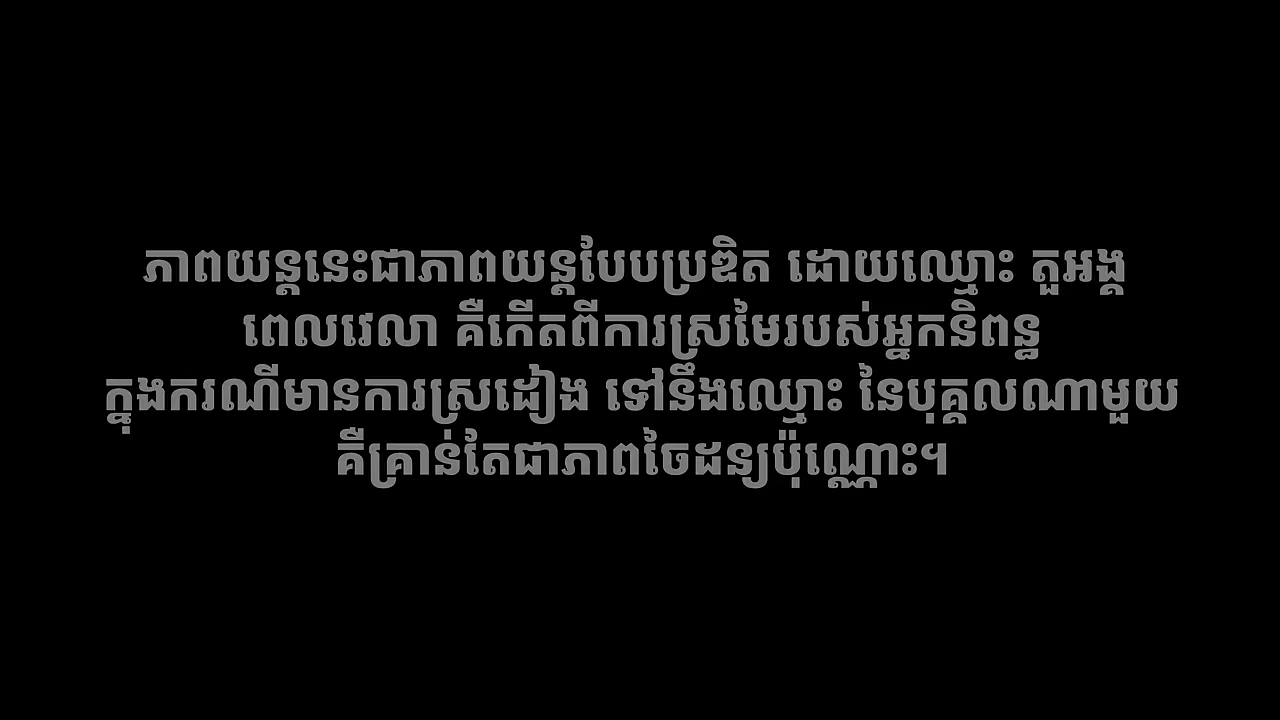 ភាពយន្តនេះជាភាពយន្តបែបប្រឌិត ដោយឈ្មោះ តួអង្គ
ពេលវេលា គឺកើតពីការស្រមៃរបស់អ្នកនិពន្ធ
ក្នុងករណីមានការស្រដៀង ទៅនឹងឈ្មោះ នៃបុគ្គលណាមួយ
គឺគ្រាន់តែជាភាពចៃដន្យប៉ុណ្ណោះ។